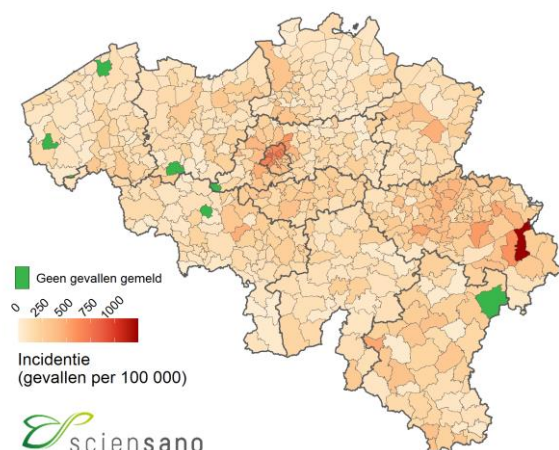 Geen gevallen gemeld
0 250 500 750 1000
Incidentie
(gevallen per 100 000)
sciensano